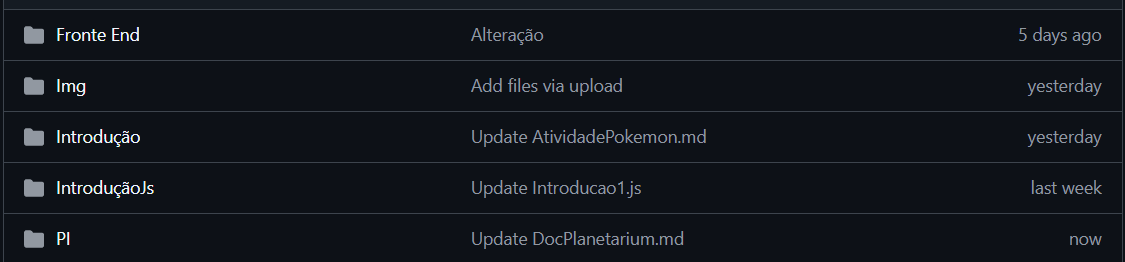 Fronte End Alteração 5 days ago
Img Add files via upload yesterday
Introdução Update AtividadePokemon.md yesterday
IntroduçãoJs Update Introducao1.js last week
PI Update DocPlanetarium.md now